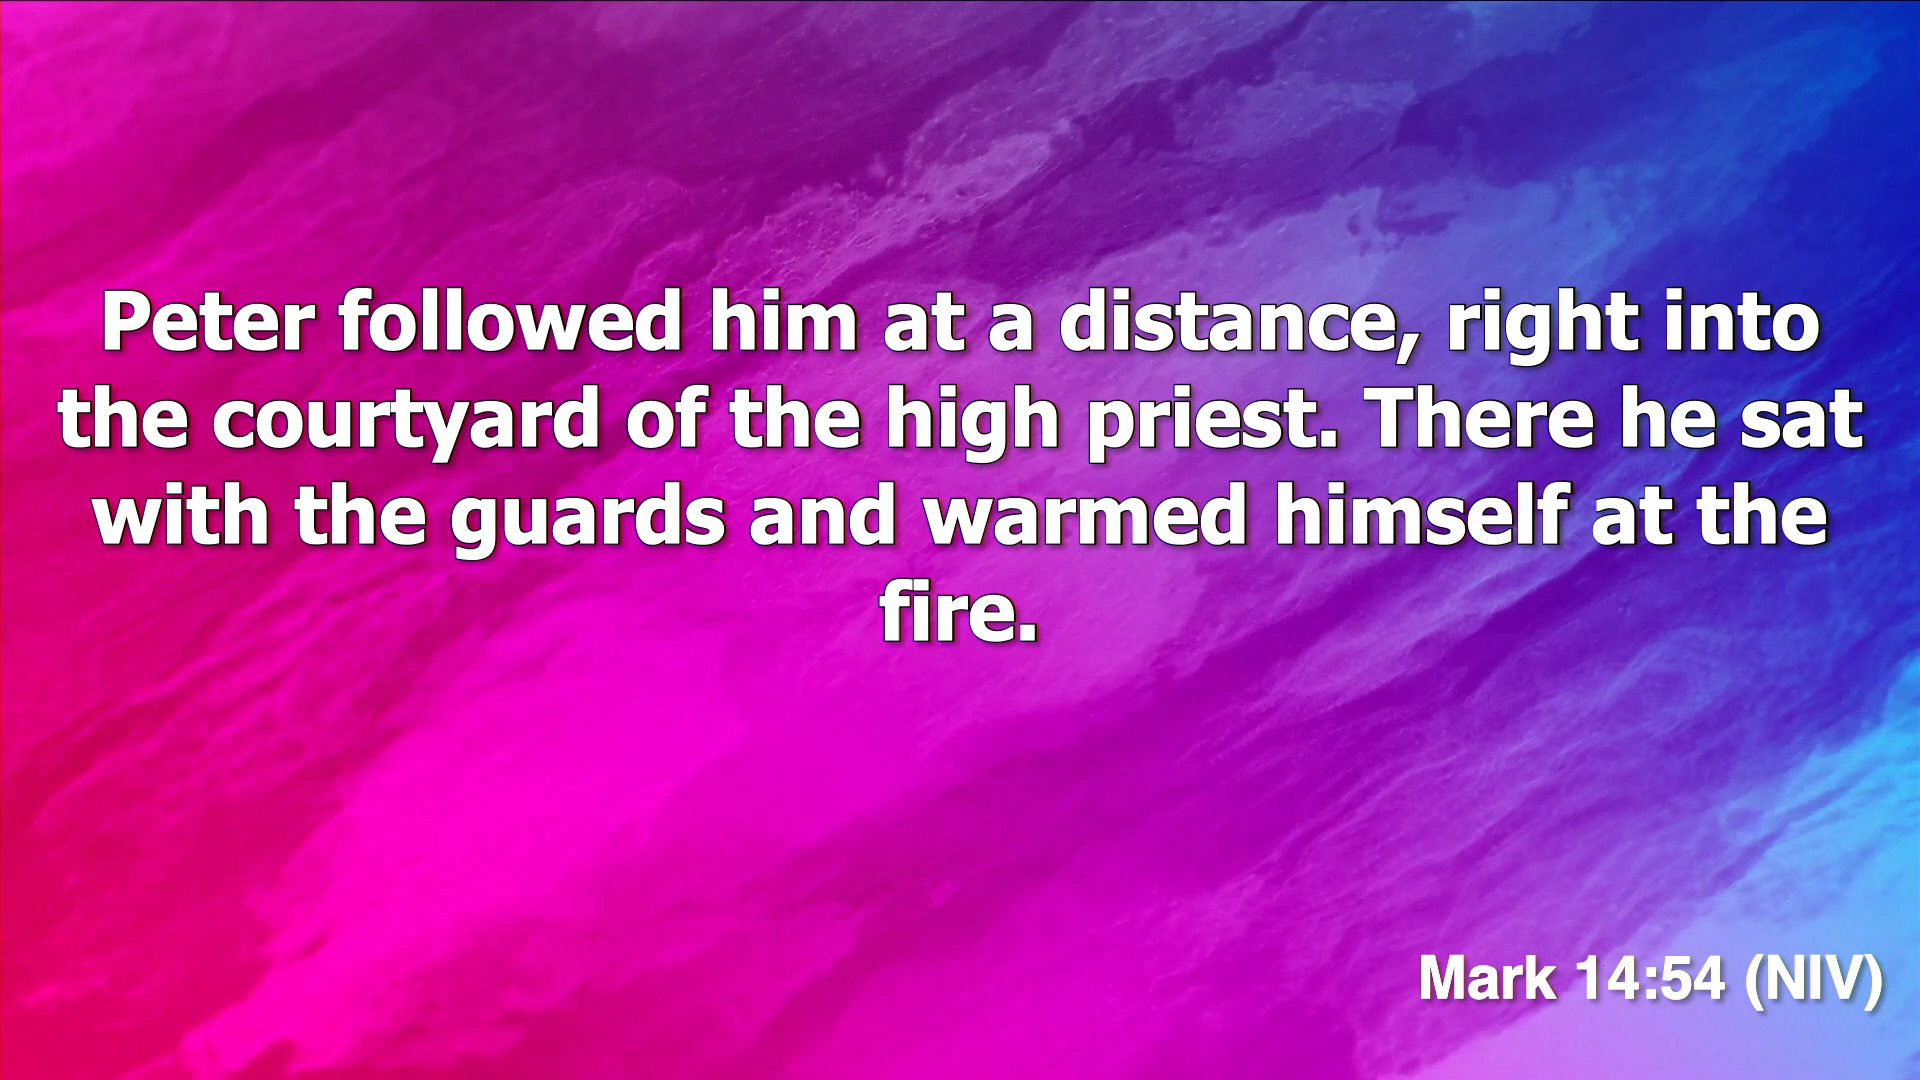 Peter followed him at a distance, right into
the courtyard of the high priest. There he sat
with the guards and warmed himself at the
fire.
Mark 14:54 (NIV)